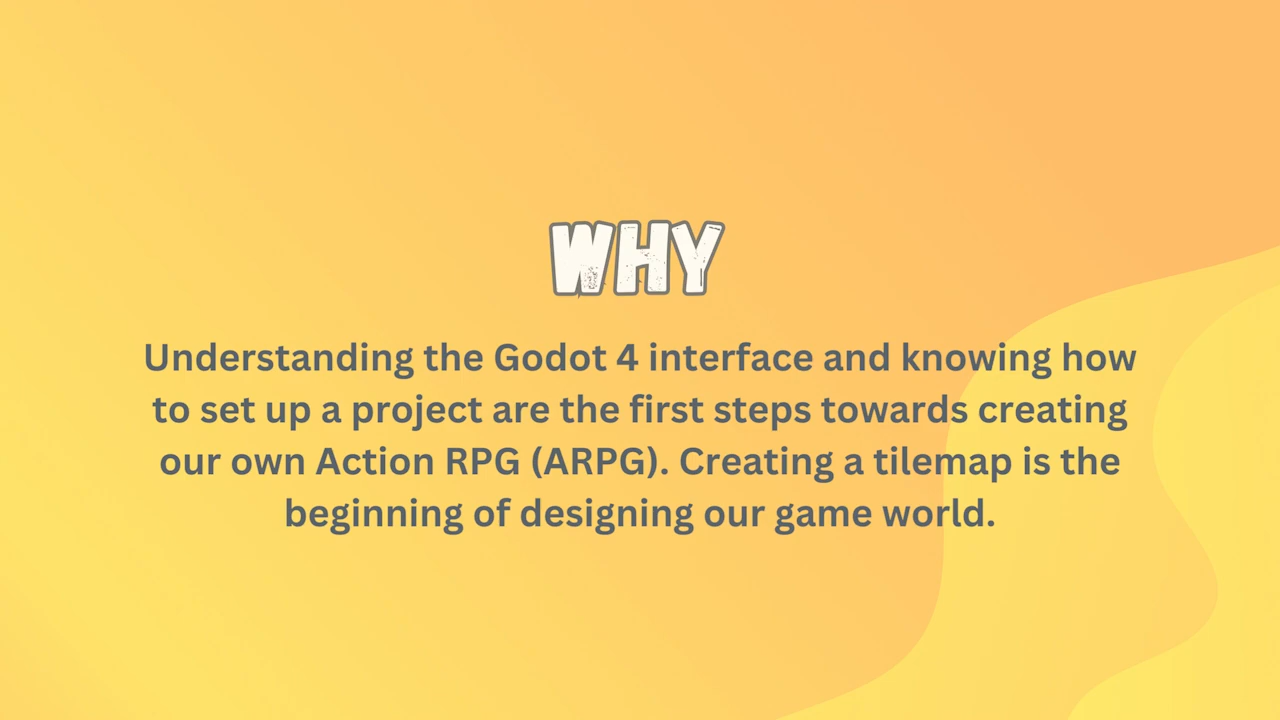 WHY
Understanding the Godot 4 interface and knowing how
to set up a project are the first steps towards creating
our own Action RPG (ARPG). Creating a tilemap is the
beginning of designing our game world.